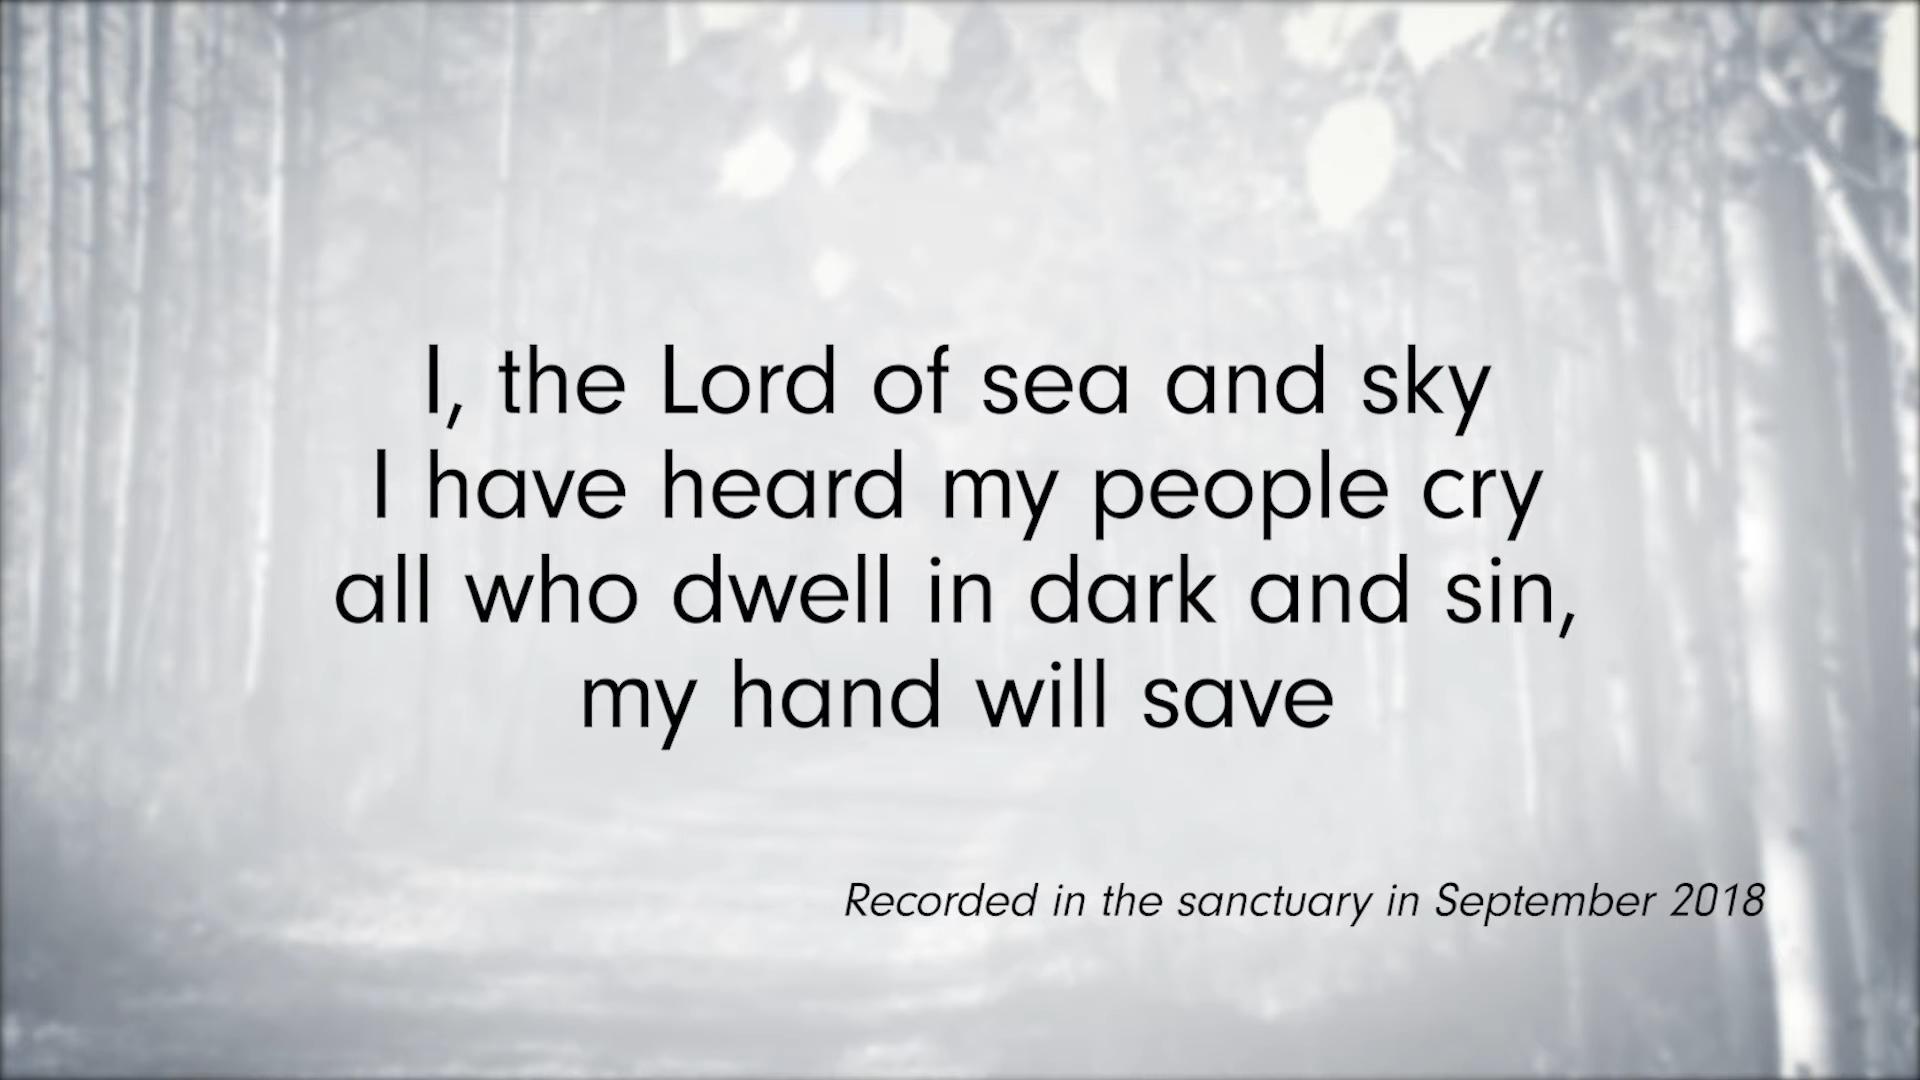 I, the Lord of sea and sky
I have heard my people cry
all who dwell in dark and sin,
my hand will save
Recorded in the sanctuary in September 2018